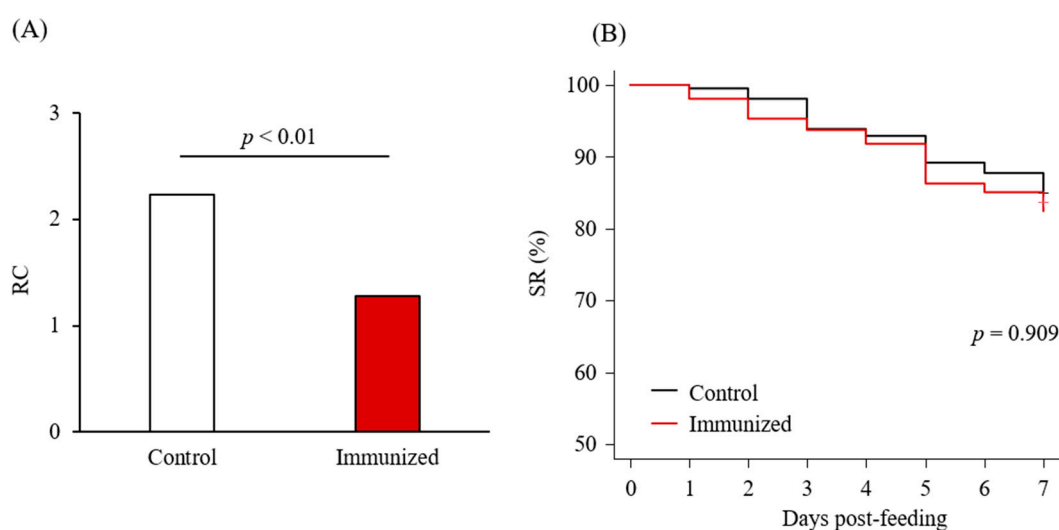 (A)
3
2
1
0
RC
p < 0.01
Control
Immunized
(B)
100
90
80
70
60
50
SR (%)
p = 0.909
Control
Immunized
0 1 2 3 4 5 6 7
Days post-feeding